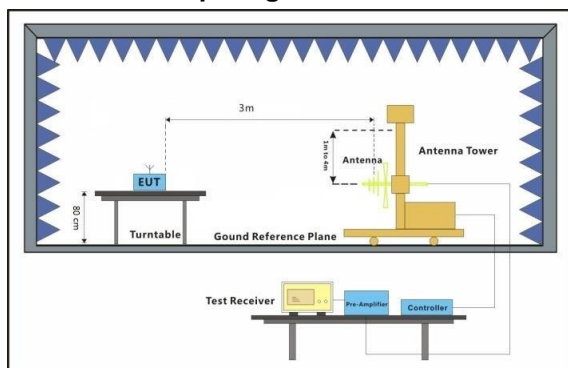 3m
1m to 4m
Antenna
Antenna Tower
EUT
80 cm
Turntable
Gound Reference Plane
Test Receiver
Pre-Amplifier
Controller